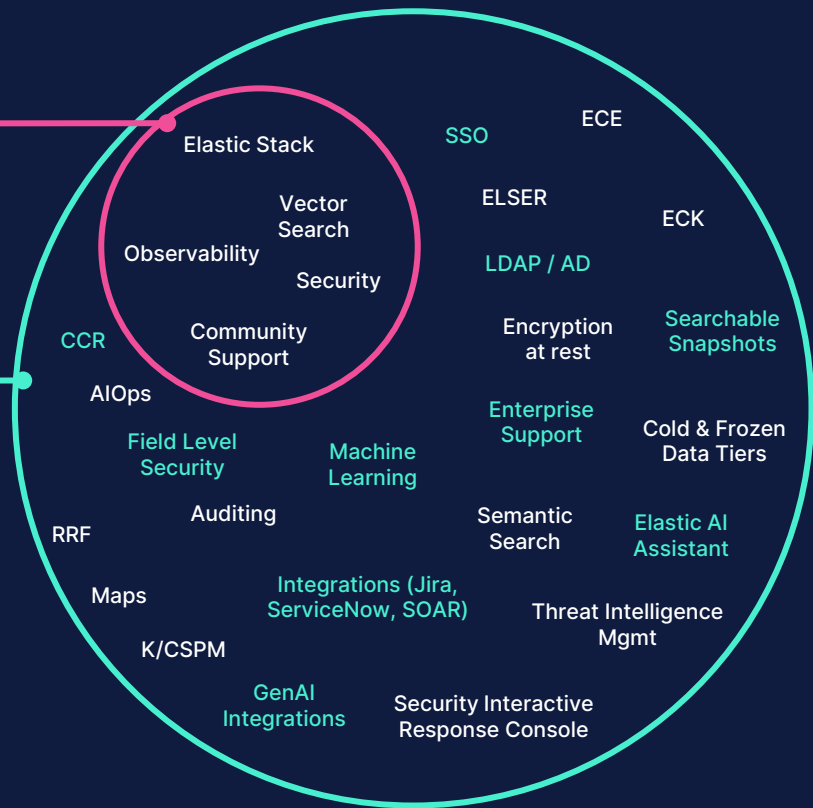 Elastic Stack
Vector
Search
Observability
Security
Community
Support
SSO
ECE
ELSER
ECK
LDAP / AD
CCR
Encryption
at rest
Searchable
Snapshots
AIOps
Enterprise
Support
Cold & Frozen
Data Tiers
Field Level
Security
Machine
Learning
Auditing
RRF
Semantic
Search
Elastic AI
Assistant
Maps
Integrations (Jira,
ServiceNow, SOAR)
Threat Intelligence
Mgmt
K/CSPM
GenAI
Integrations
Security Interactive
Response Console